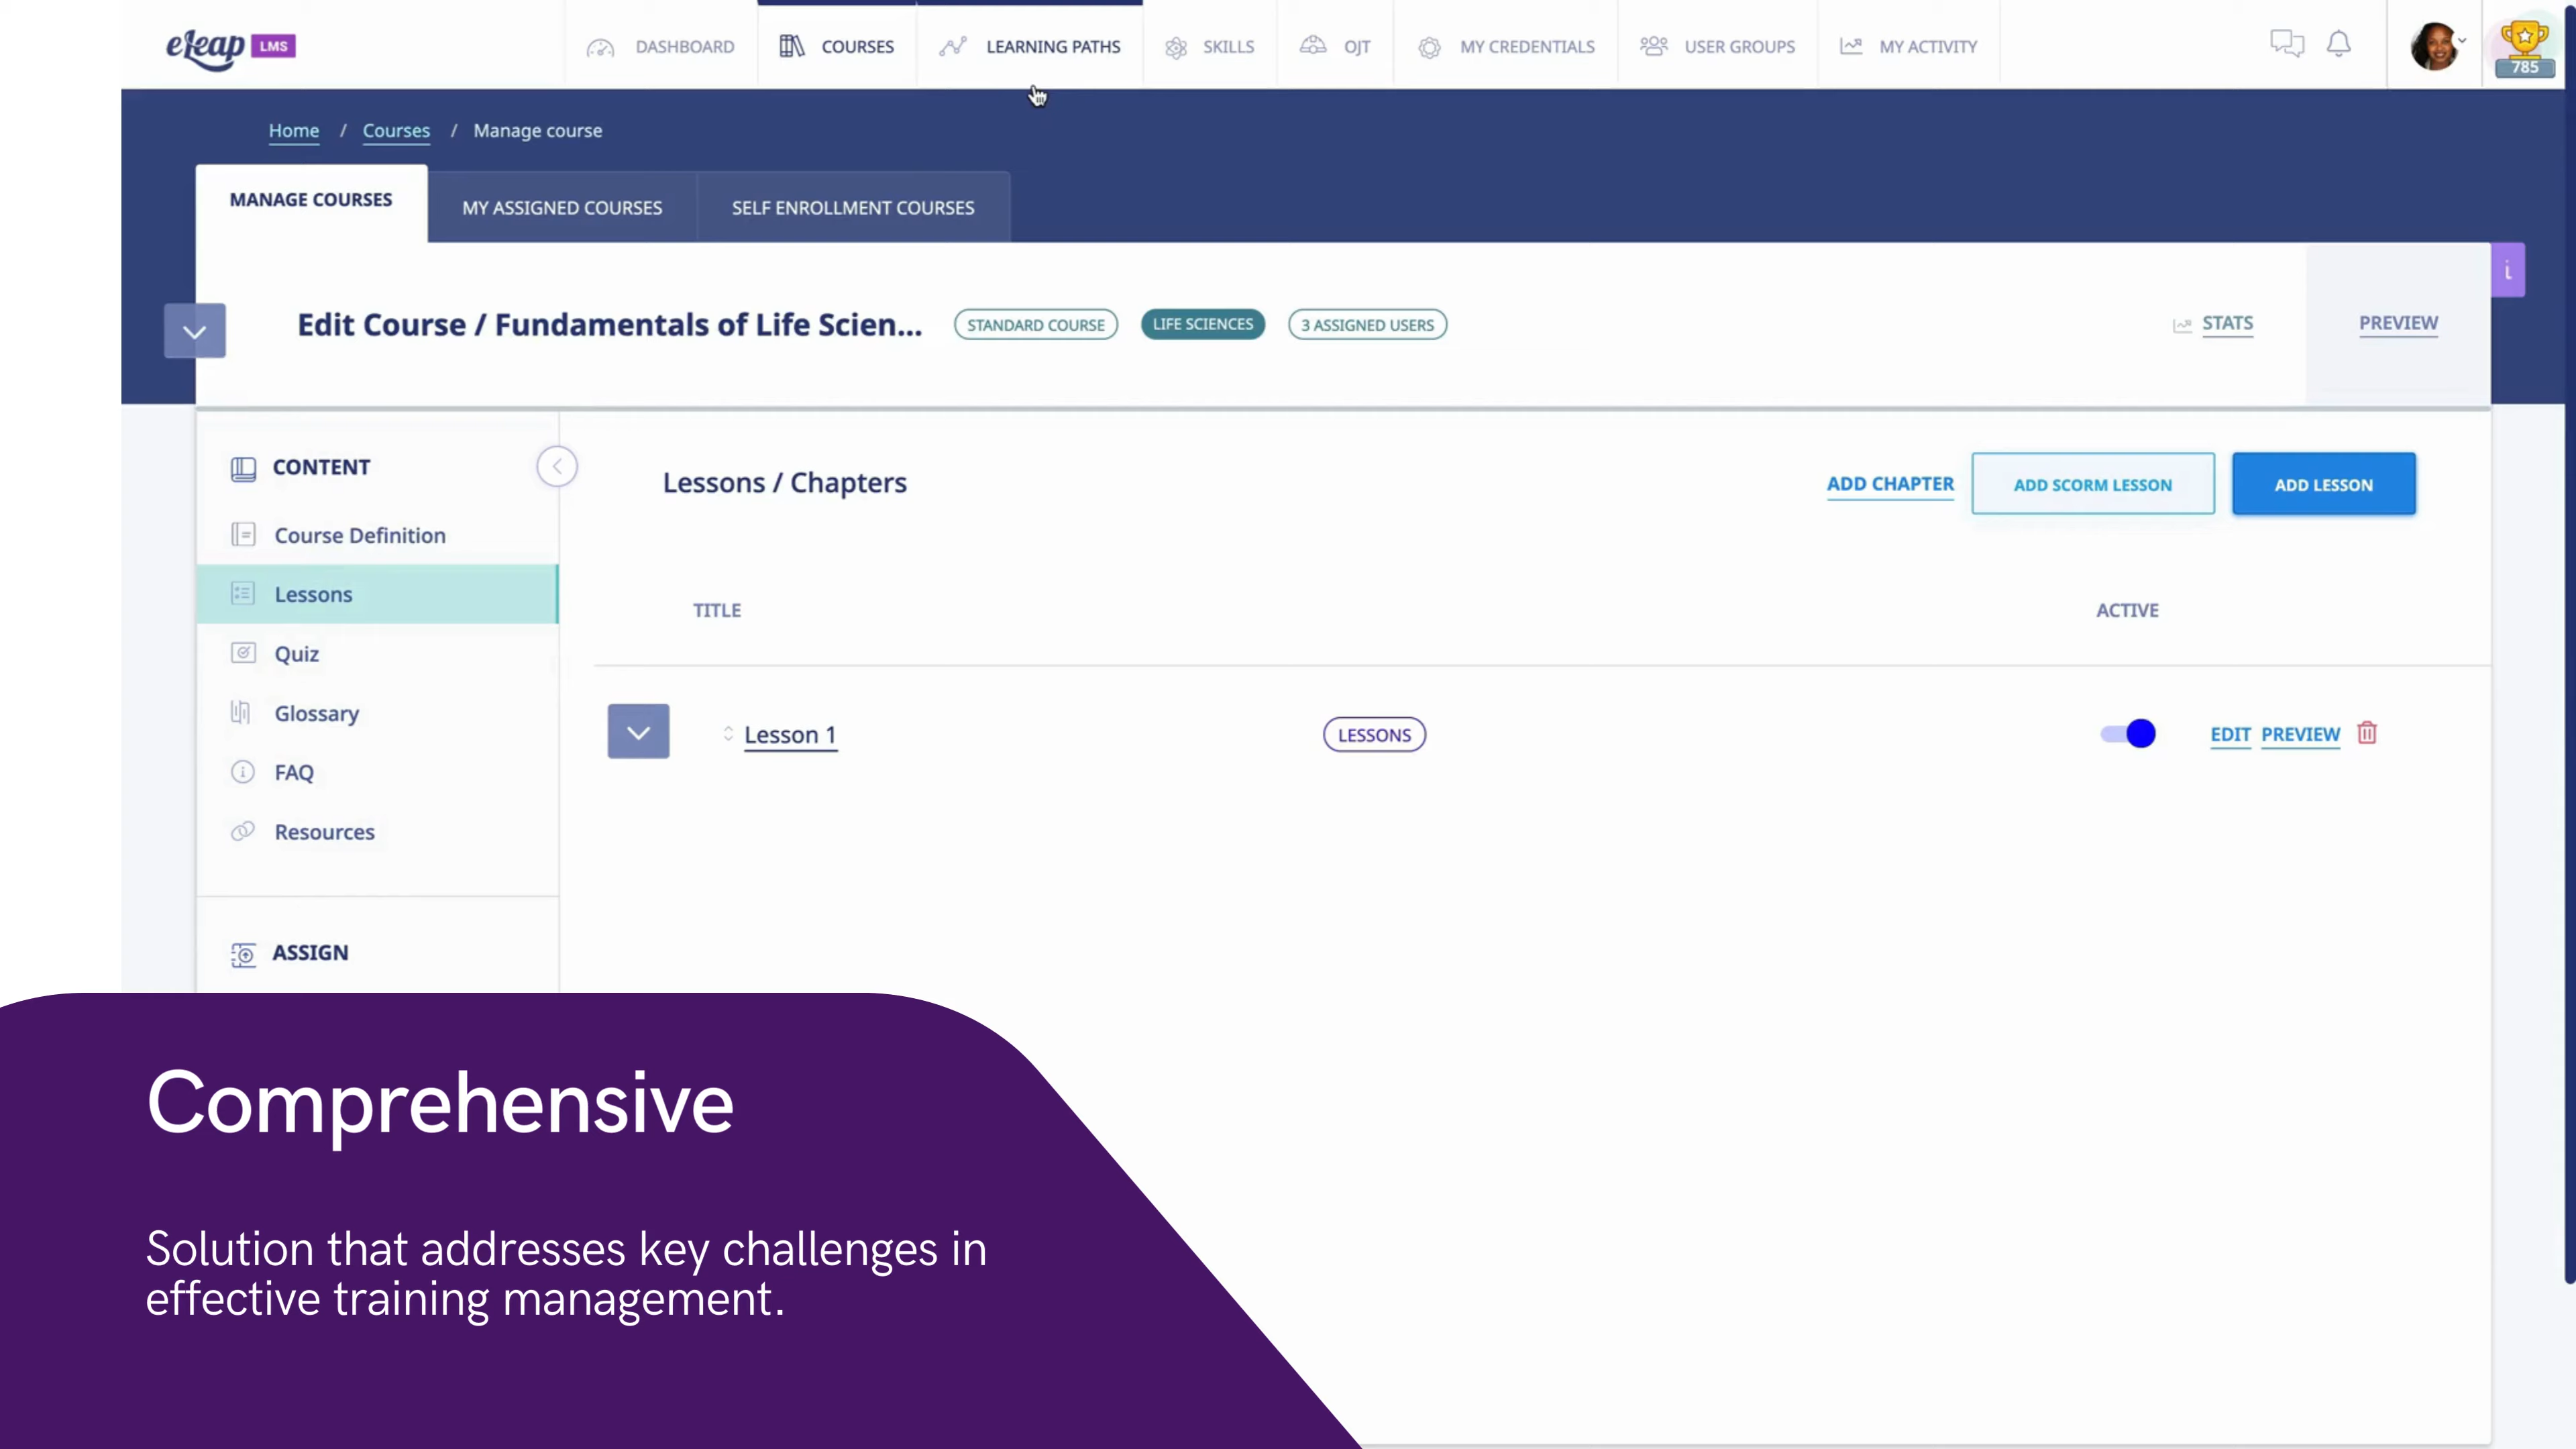 eleap LMS
DASHBOARD
COURSES
LEARNING PATHS
SKILLS
OJT
MY CREDENTIALS
USER GROUPS
MY ACTIVITY
785
Home / Courses / Manage course
MANAGE COURSES
MY ASSIGNED COURSES
SELF ENROLLMENT COURSES
i
Edit Course / Fundamentals of Life Scien...
STANDARD COURSE
LIFE SCIENCES
3 ASSIGNED USERS
STATS
PREVIEW
CONTENT
Course Definition
Lessons
Quiz
Glossary
FAQ
Resources
ASSIGN
Lessons / Chapters
ADD CHAPTER
ADD SCORM LESSON
ADD LESSON
TITLE
ACTIVE
Lesson 1
LESSONS
EDIT
PREVIEW
Comprehensive
Solution that addresses key challenges in
effective training management.